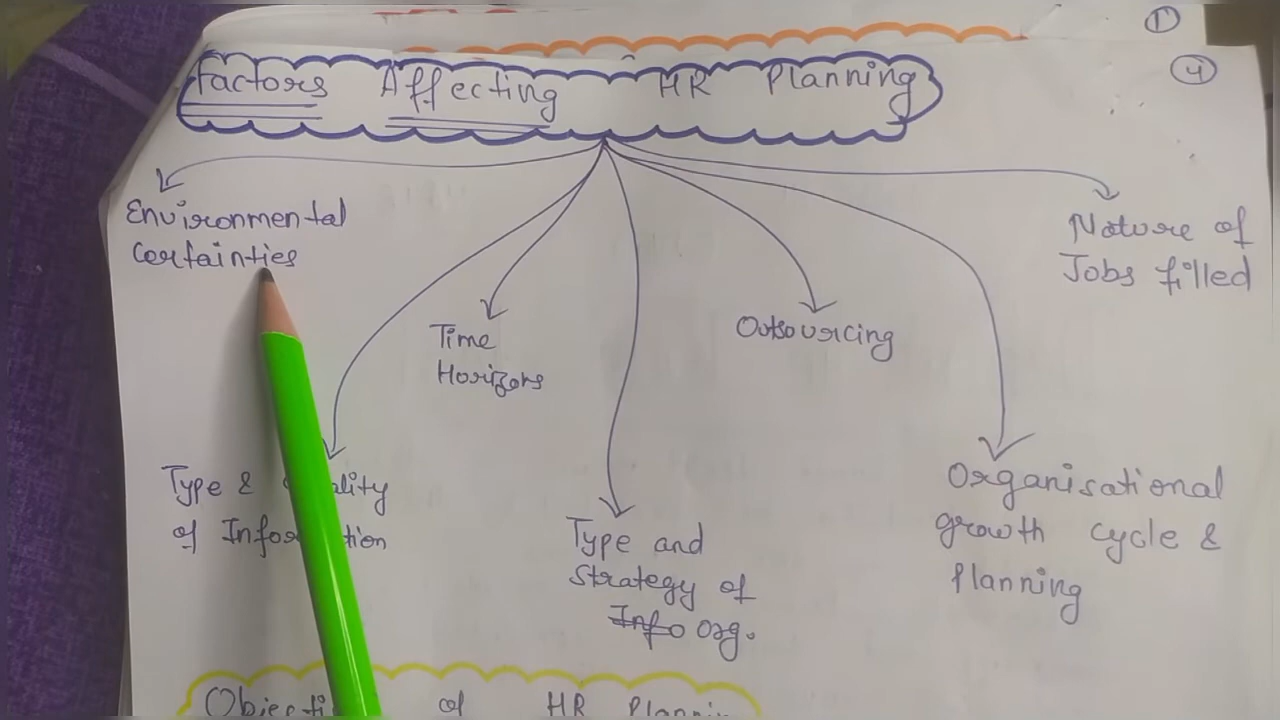 1
4
Factors Affecting HR Planning
Environmental
Certainties
Nature of
Jobs filled
Time
Horizons
Outsourcing
Type &
of
Type and
Strategy of
Info Org.
Organisational
growth cycle &
Planning
of HR